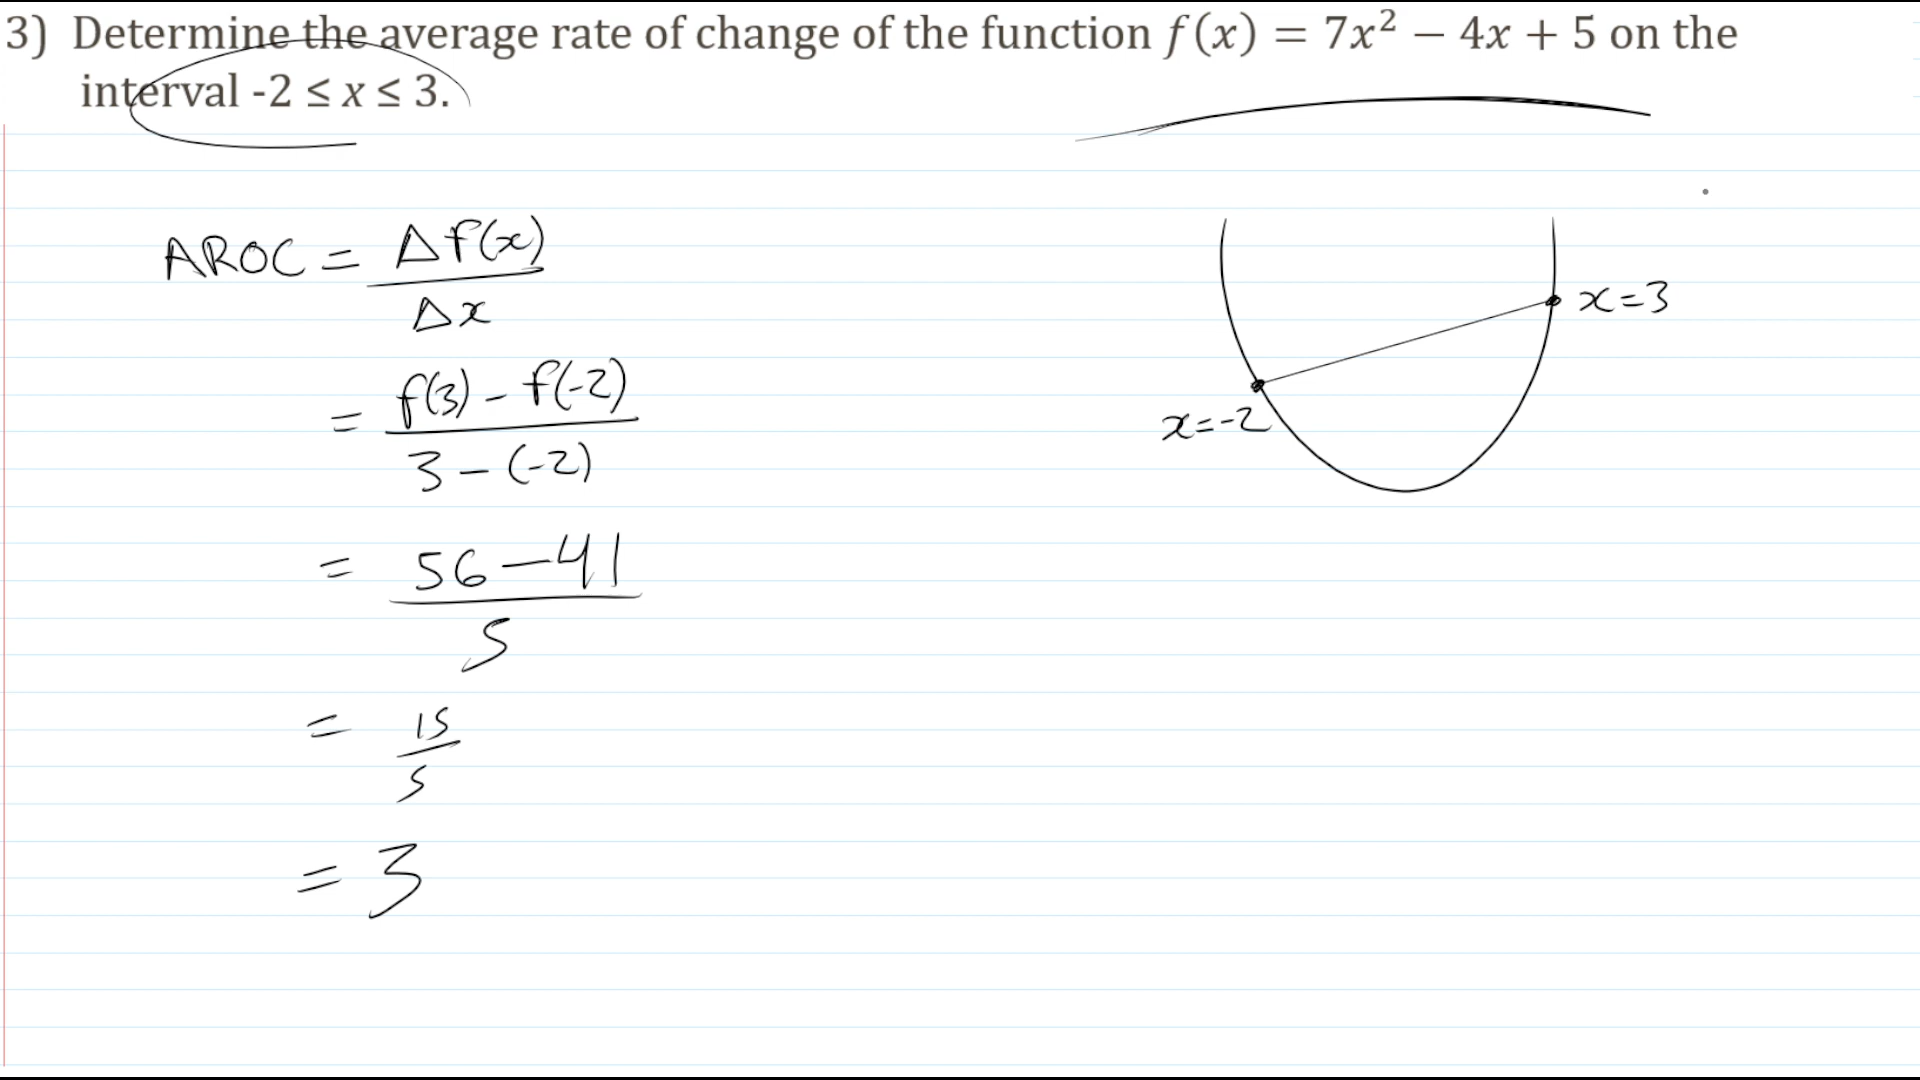 3) Determine the average rate of change of the function f(x) = 7x² − 4x + 5 on the
interval -2 ≤ x ≤ 3.
AROC = Δf(x)
Δx
= f(3) - f(-2)
3 - (-2)
= 56 - 41
5
= 15
5
= 3
x=3
x=-2